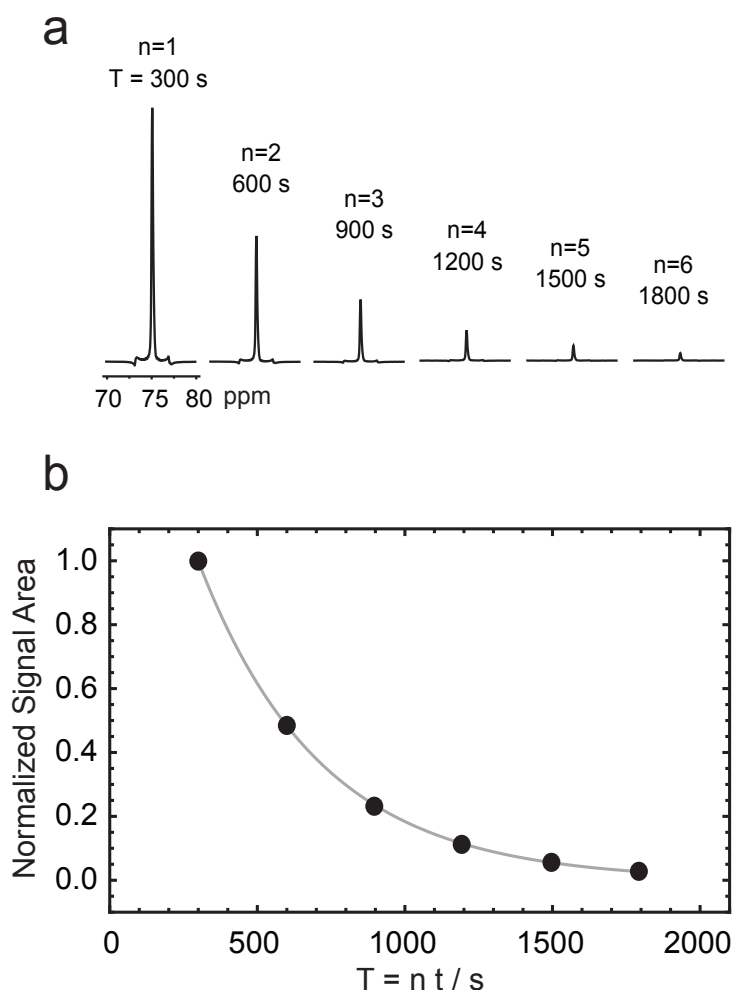 a
n=1
T = 300 s
n=2
600 s
n=3
900 s
n=4
1200 s
n=5
1500 s
n=6
1800 s
70 75 80 ppm
b
Normalized Signal Area
1.0
0.8
0.6
0.4
0.2
0.0
0 500 1000 1500 2000
T = n t / s